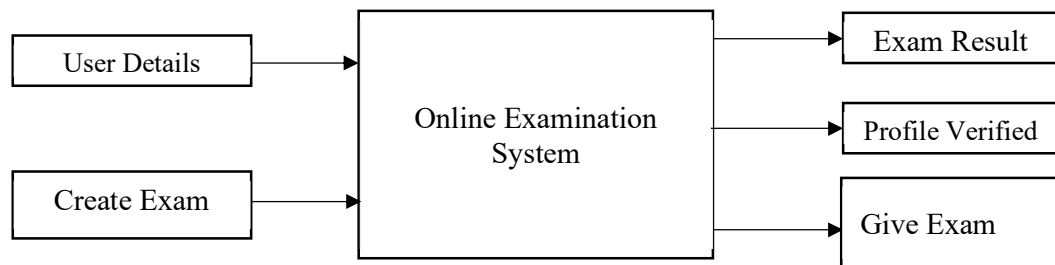 User Details
Create Exam
Online Examination
System
Exam Result
Profile Verified
Give Exam